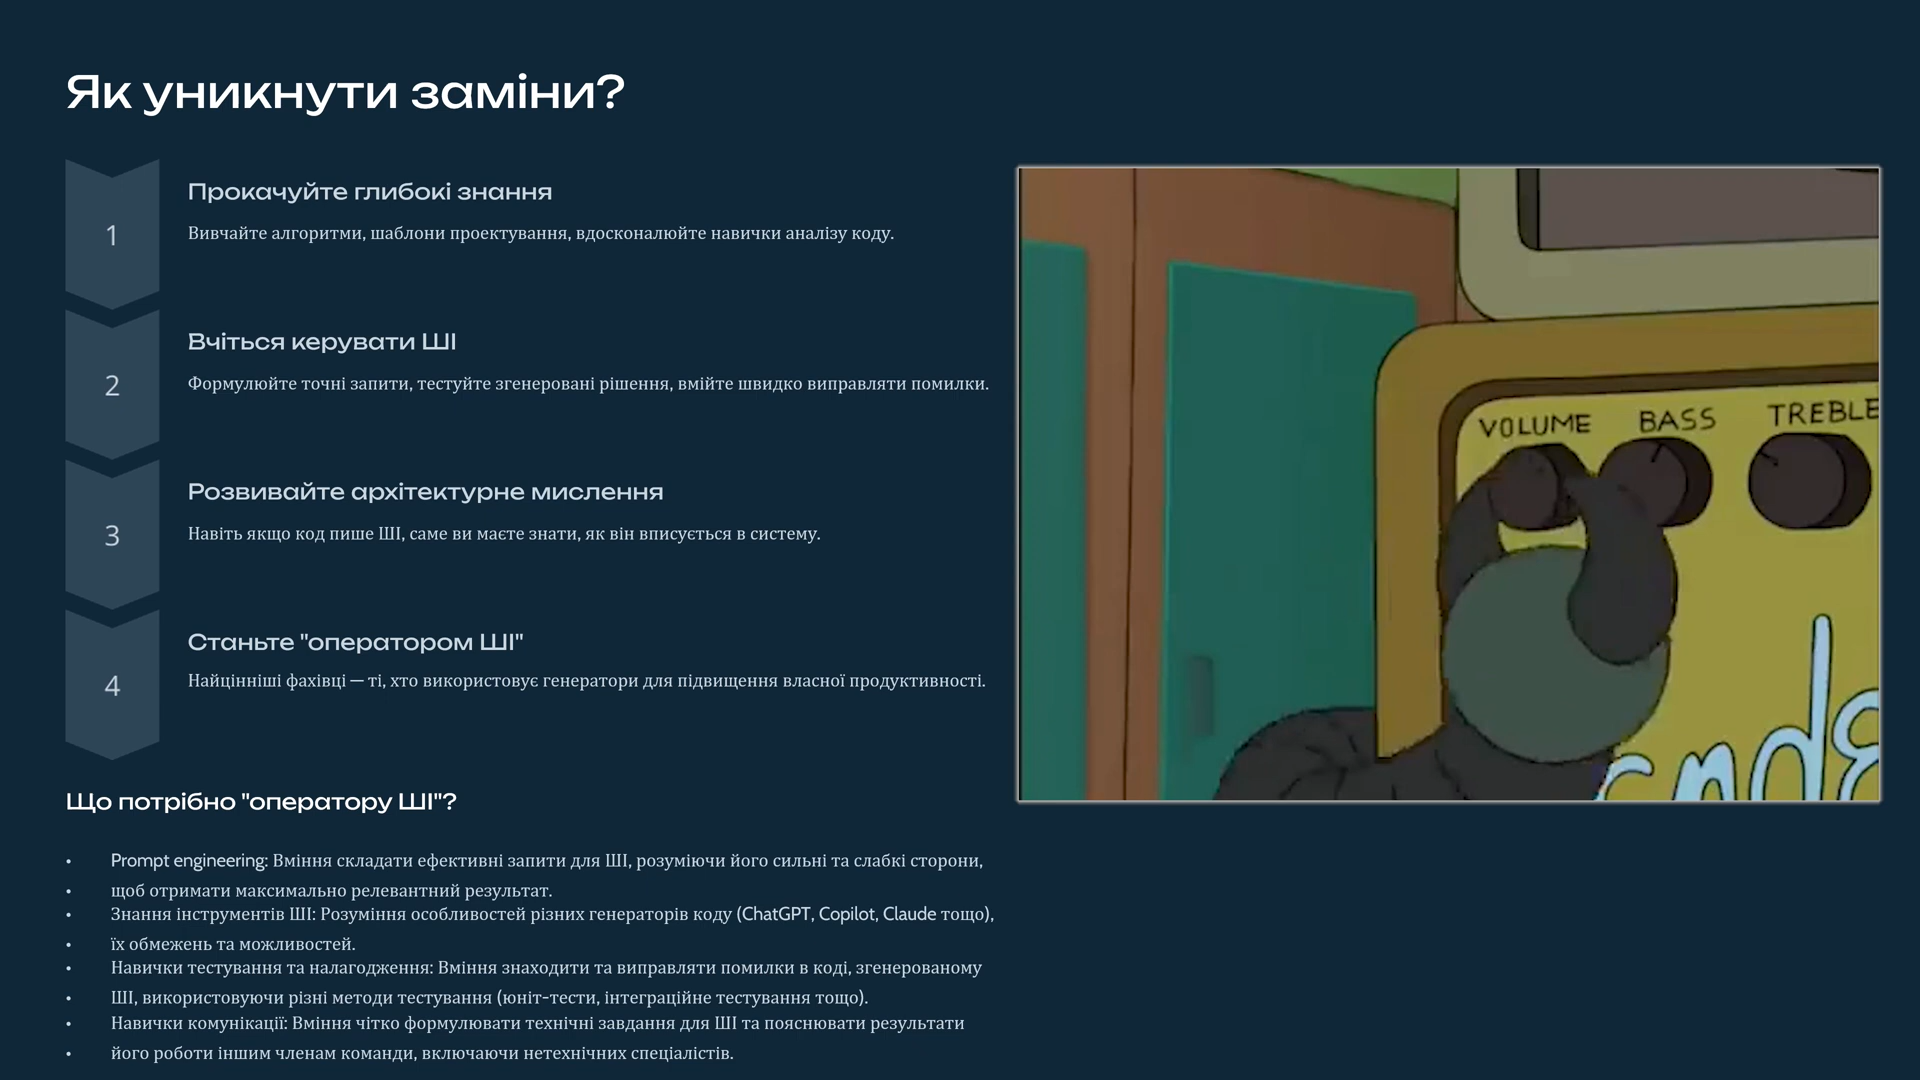 Як уникнути заміни?
1
Прокачуйте глибокі знання
Вивчайте алгоритми, шаблони проектування, вдосконалюйте навички аналізу коду.
2
Вчіться керувати ШІ
Формулюйте точні запити, тестуйте згенеровані рішення, вмійте швидко виправляти помилки.
3
Розвивайте архітектурне мислення
Навіть якщо код пише ШІ, саме ви маєте знати, як він вписується в систему.
4
Станьте "оператором ШІ"
Найцінніші фахівці — ті, хто використовує генератори для підвищення власної продуктивності.
VOLUME BASS TREBLE
Що потрібно "оператору ШІ"?
• Prompt engineering: Вміння складати ефективні запити для ШІ, розуміючи його сильні та слабкі сторони,
• щоб отримати максимально релевантний результат.
• Знання інструментів ШІ: Розуміння особливостей різних генераторів коду (ChatGPT, Copilot, Claude тощо),
• їх обмежень та можливостей.
• Навички тестування та налагодження: Вміння знаходити та виправляти помилки в коді, згенерованому
• ШІ, використовуючи різні методи тестування (юніт-тести, інтеграційне тестування тощо).
• Навички комунікації: Вміння чітко формулювати технічні завдання для ШІ та пояснювати результати
• його роботи іншим членам команди, включаючи нетехнічних спеціалістів.